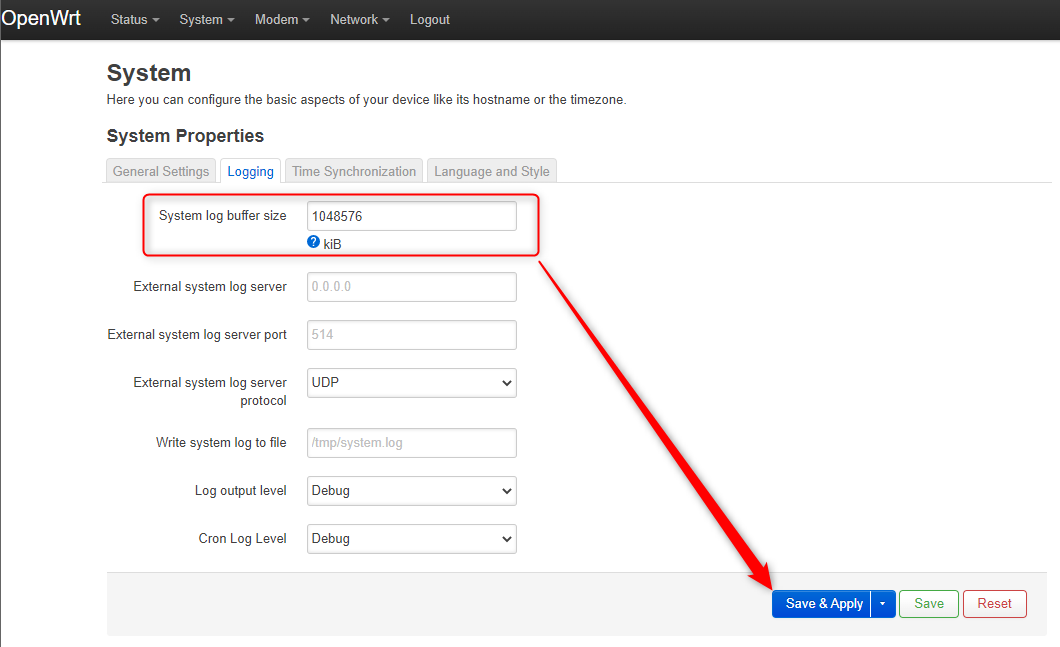 OpenWrt Status System Modem Network Logout
System
Here you can configure the basic aspects of your device like its hostname or the timezone.
System Properties
General Settings Logging Time Synchronization Language and Style
System log buffer size 1048576
? kiB
External system log server 0.0.0.0
External system log server port 514
External system log server protocol UDP
Write system log to file /tmp/system.log
Log output level Debug
Cron Log Level Debug
Save & Apply Save Reset